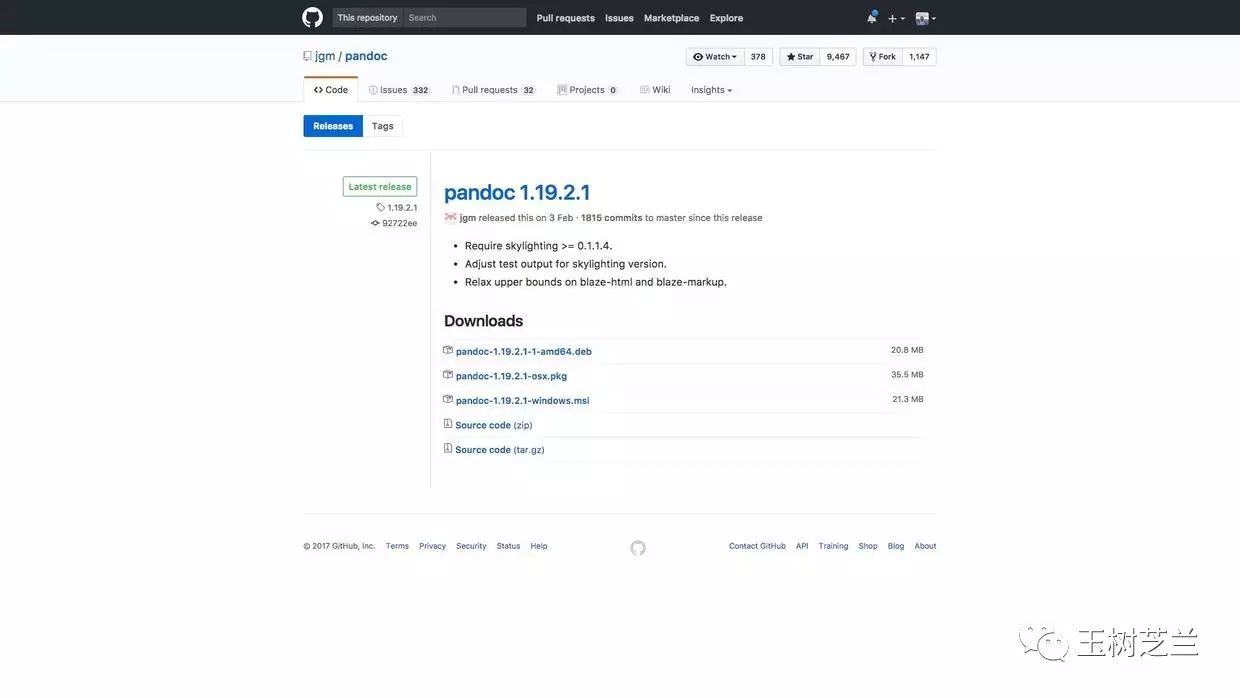 This repository Search Pull requests Issues Marketplace Explore
jgm / pandoc Watch 378 Star 9,467 Fork 1,147
Code Issues 332 Pull requests 32 Projects 0 Wiki Insights
Releases Tags
Latest release
1.19.2.1
92722ee
pandoc 1.19.2.1
jgm released this on 3 Feb · 1815 commits to master since this release
• Require skylighting >= 0.1.1.4.
• Adjust test output for skylighting version.
• Relax upper bounds on blaze-html and blaze-markup.
Downloads
pandoc-1.19.2.1-1-amd64.deb 20.8 MB
pandoc-1.19.2.1-osx.pkg 35.5 MB
pandoc-1.19.2.1-windows.msi 21.3 MB
Source code (zip)
Source code (tar.gz)
© 2017 GitHub, Inc. Terms Privacy Security Status Help Contact GitHub API Training Shop Blog About
玉树芝兰